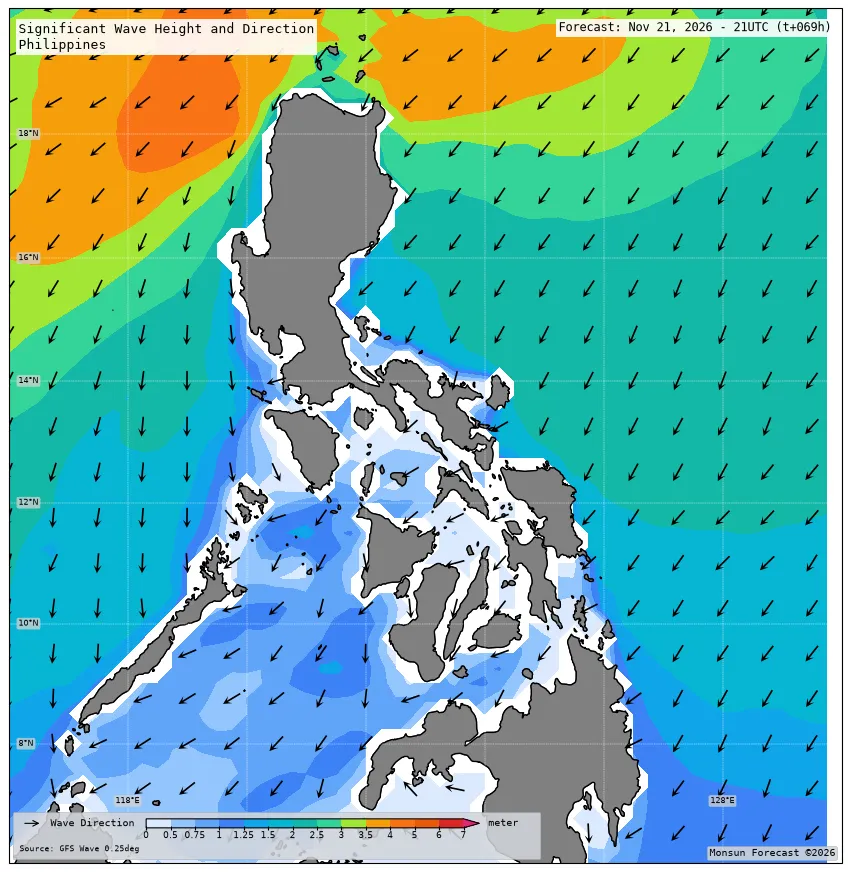 Significant Wave Height and Direction
Philippines
Forecast: Nov 21, 2026 - 21UTC (t+069h)
18°N
16°N
14°N
12°N
10°N
8°N
118°E
128°E
Wave Direction
0 0.5 0.75 1 1.25 1.5 2 2.5 3 3.5 4 5 6 7 meter
Source: GFS Wave 0.25deg
Monsun Forecast ©2026